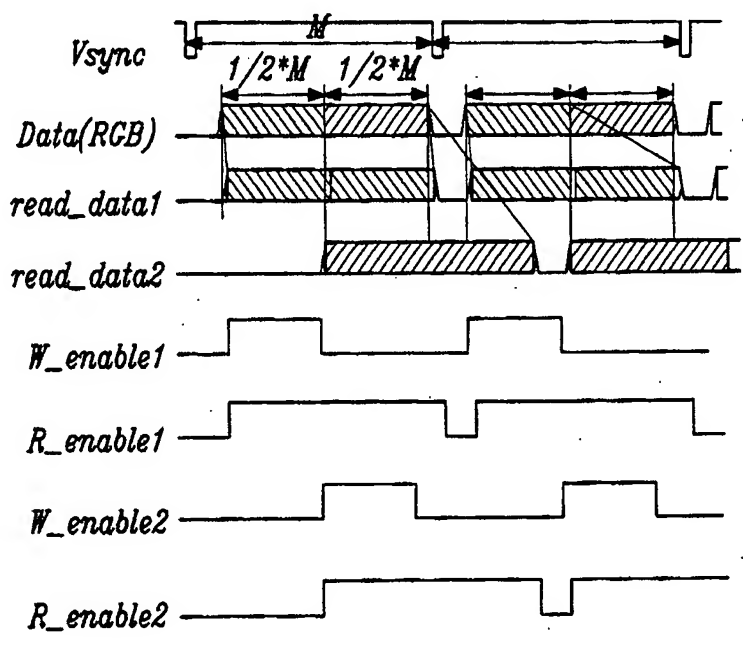 Vsync
M
1/2*M 1/2*M
Data(RGB)
read_data1
read_data2
W_enable1
R_enable1
W_enable2
R_enable2